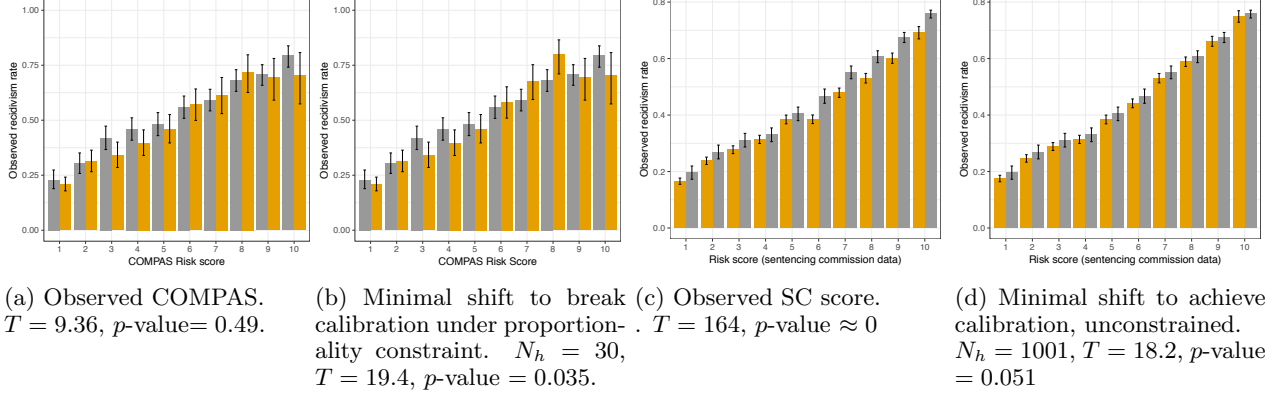 1.00
0.75
0.50
0.25
0.00
Observed recidivism rate
1 2 3 4 5 6 7 8 9 10
COMPAS Risk score
1.00
0.75
0.50
0.25
0.00
Observed recidivism rate
1 2 3 4 5 6 7 8 9 10
COMPAS Risk Score
0.8
0.6
0.4
0.2
0.0
Observed recidivism rate
1 2 3 4 5 6 7 8 9 10
Risk score (sentencing commission data)
0.8
0.6
0.4
0.2
0.0
Observed recidivism rate
1 2 3 4 5 6 7 8 9 10
Risk score (sentencing commission data)
(a) Observed COMPAS.
T = 9.36, p-value= 0.49.
(b) Minimal shift to break
calibration under proportion-
ality constraint. N_h = 30,
T = 19.4, p-value = 0.035.
(c) Observed SC score.
. T = 164, p-value ≈ 0
(d) Minimal shift to achieve
calibration, unconstrained.
N_h = 1001, T = 18.2, p-value
= 0.051